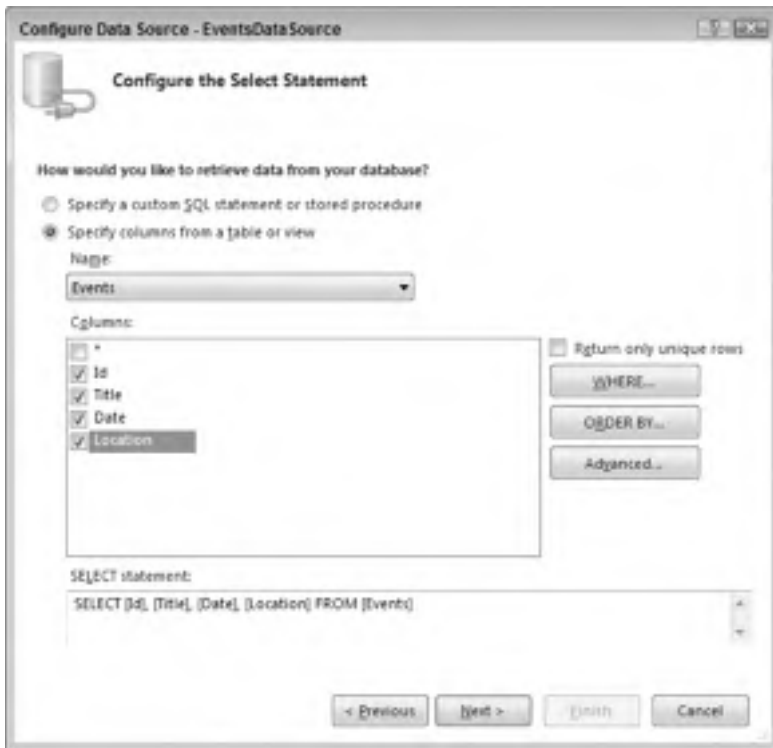 Configure Data Source - EventsDataSource
Configure the Select Statement
How would you like to retrieve data from your database?
Specify a custom SQL statement or stored procedure
Specify columns from a table or view
Name:
Events
Columns:
*
Id
Title
Date
Location
Return only unique rows
WHERE...
ORDER BY...
Advanced...
SELECT statement:
SELECT [Id], [Title], [Date], [Location] FROM [Events]
< Previous
Next >
Finish
Cancel